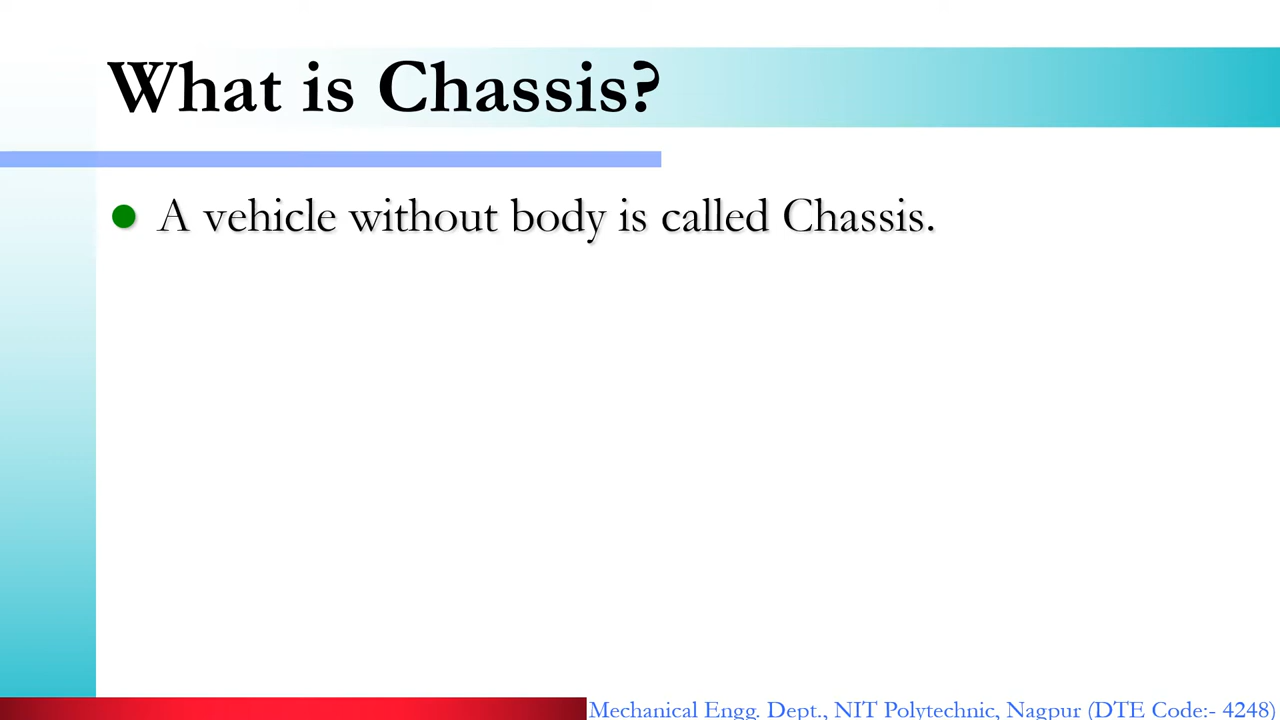 What is Chassis?
A vehicle without body is called Chassis.
Mechanical Engg. Dept., NIT Polytechnic, Nagpur (DTE Code:- 4248)